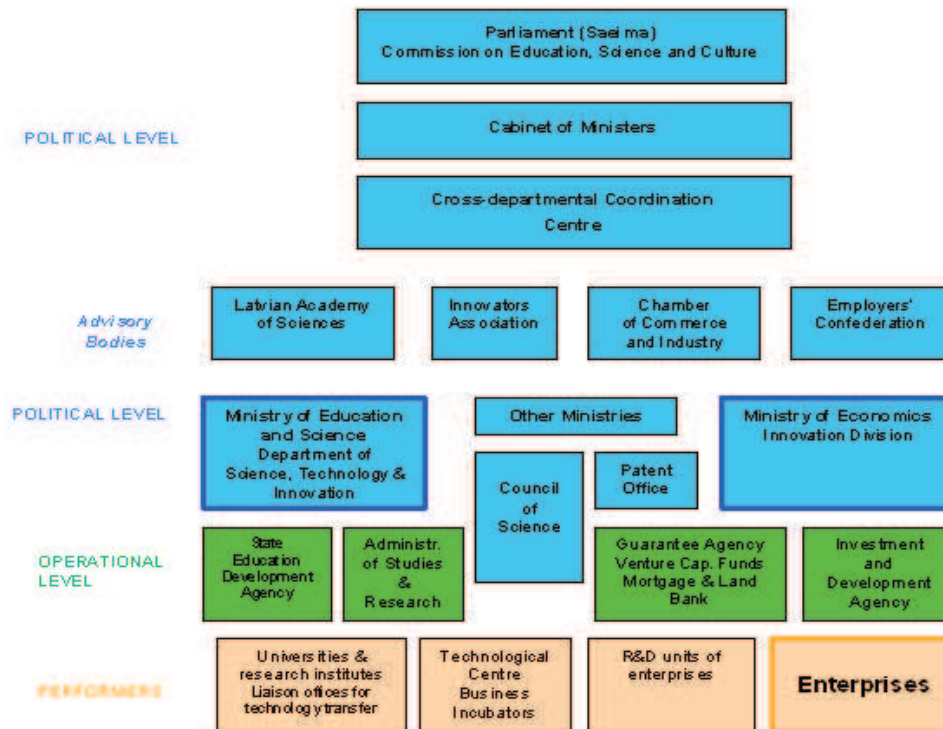 Parliament (Saeima)
Commission on Education, Science and Culture
POLITICAL LEVEL
Cabinet of Ministers
Cross-departmental Coordination
Centre
Advisory
Bodies
Latvian Academy
of Sciences
Innovators
Association
Chamber
of Commerce
and Industry
Employers'
Confederation
POLITICAL LEVEL
Ministry of Education
and Science
Department of
Science, Technology &
Innovation
Other Ministries
Ministry of Economics
Innovation Division
Council
of
Science
Patent
Office
OPERATIONAL
LEVEL
State
Education
Development
Agency
Administr.
of Studies
&
Research
Guarantee Agency
Venture Cap. Funds
Mortgage & Land
Bank
Investment
and
Development
Agency
PERFORMERS
Universities &
research institutes
Liaison offices for
technology transfer
Technological
Centre
Business
Incubators
R&D units of
enterprises
Enterprises